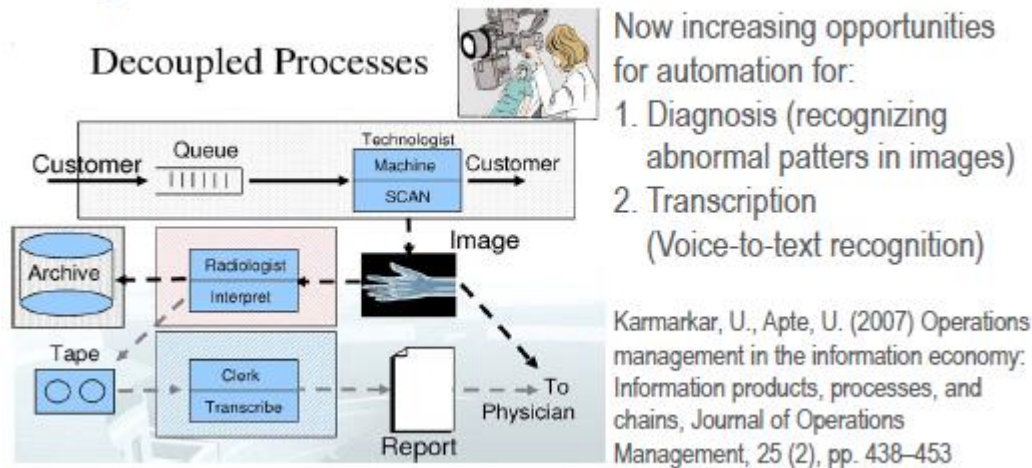 Decoupled Processes
Customer
Queue
Technologist
Machine
SCAN
Customer
Image
Archive
Radiologist
Interpret
Tape
Clerk
Transcribe
Report
To
Physician
Now increasing opportunities
for automation for:
1. Diagnosis (recognizing
abnormal patters in images)
2. Transcription
(Voice-to-text recognition)
Karmarkar, U., Apte, U. (2007) Operations
management in the information economy:
Information products, processes, and
chains, Journal of Operations
Management, 25 (2), pp. 438–453